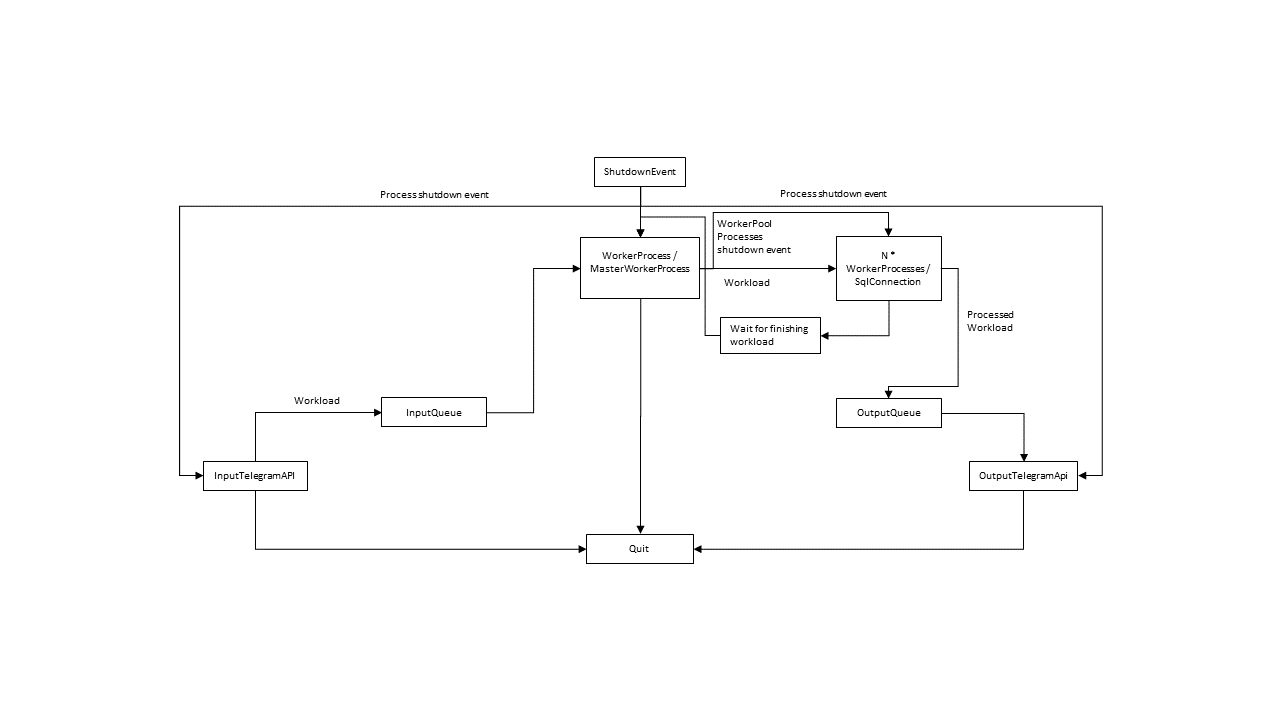 ShutdownEvent
Process shutdown event
Process shutdown event
WorkerPool
Processes
shutdown event
WorkerProcess /
MasterWorkerProcess
N *
WorkerProcesses /
SqlConnection
Workload
Processed
Workload
Wait for finishing
workload
Workload
InputQueue
OutputQueue
InputTelegramAPI
OutputTelegramApi
Quit